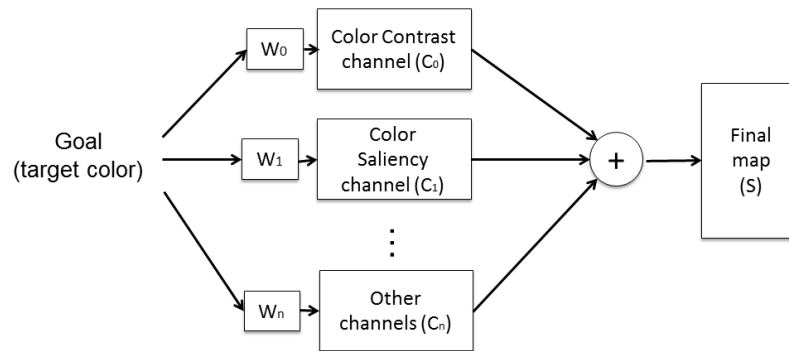 Goal
(target color)
W₀
Color Contrast
channel (C₀)
W₁
Color
Saliency
channel (C₁)
⋮
Wₙ
Other
channels (Cₙ)
+
Final
map
(S)